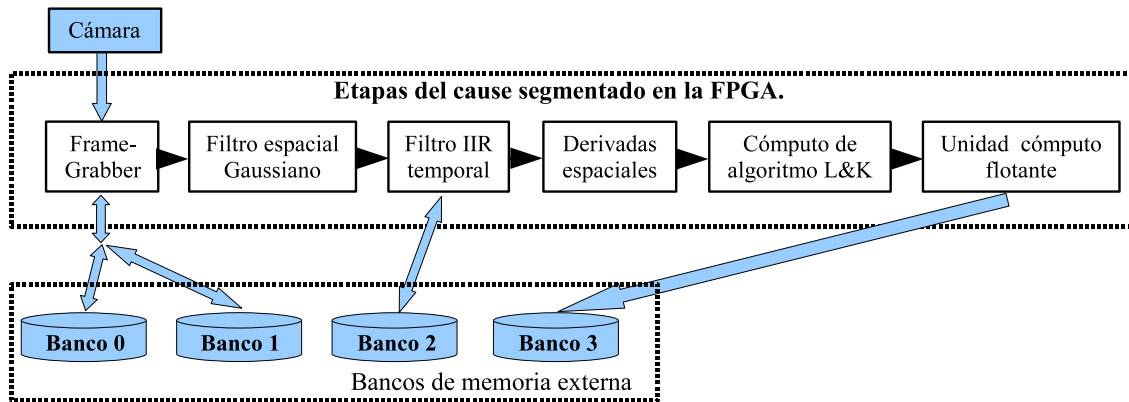 Cámara
Etapas del cause segmentado en la FPGA.
Frame-
Grabber
Filtro espacial
Gaussiano
Filtro IIR
temporal
Derivadas
espaciales
Cómputo de
algoritmo L&K
Unidad cómputo
flotante
Banco 0
Banco 1
Banco 2
Banco 3
Bancos de memoria externa